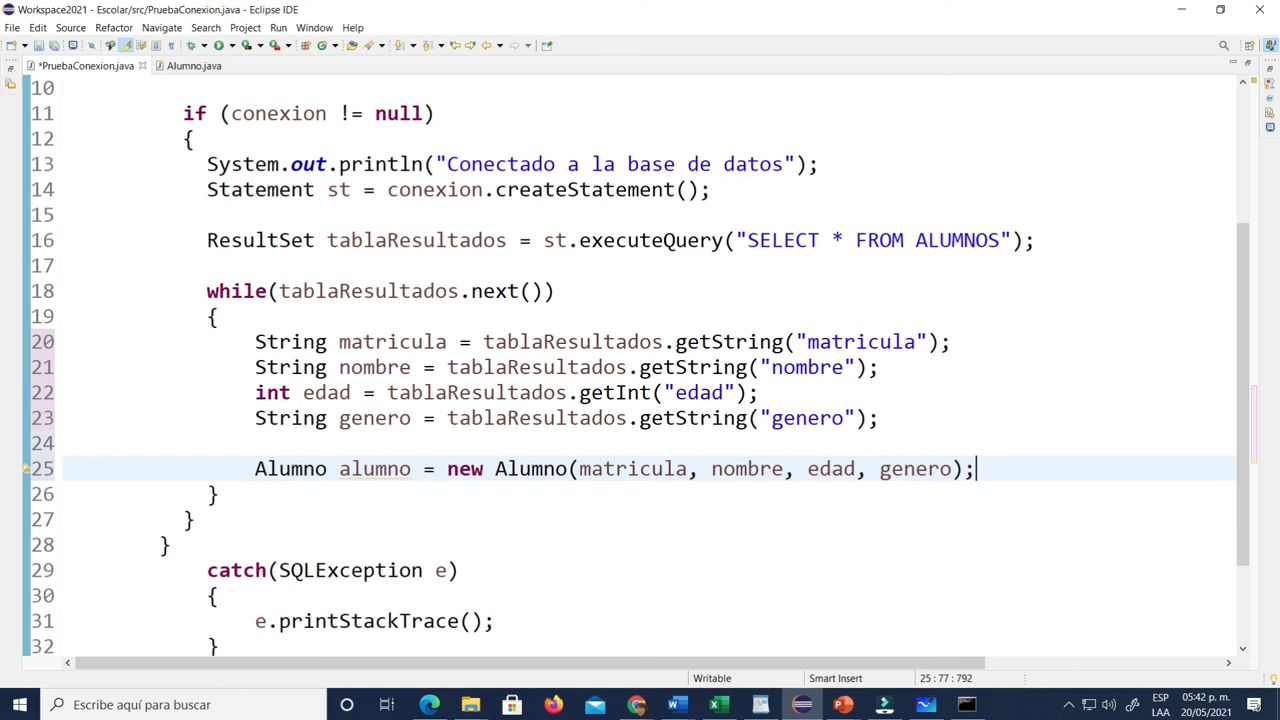 Workspace2021 - Escolar/src/PruebaConexion.java - Eclipse IDE
File Edit Source Refactor Navigate Search Project Run Window Help
*PruebaConexion.java Alumno.java
10
11 if (conexion != null)
12 {
13 System.out.println("Conectado a la base de datos");
14 Statement st = conexion.createStatement();
15
16 ResultSet tablaResultados = st.executeQuery("SELECT * FROM ALUMNOS");
17
18 while(tablaResultados.next())
19 {
20 String matricula = tablaResultados.getString("matricula");
21 String nombre = tablaResultados.getString("nombre");
22 int edad = tablaResultados.getInt("edad");
23 String genero = tablaResultados.getString("genero");
24
25 Alumno alumno = new Alumno(matricula, nombre, edad, genero);
26 }
27 }
28 }
29 catch(SQLException e)
30 {
31 e.printStackTrace();
32 }
Writable Smart Insert 25 : 77 : 792
Escribe aquí para buscar
ESP 05:42 p. m.
LAA 20/05/2021